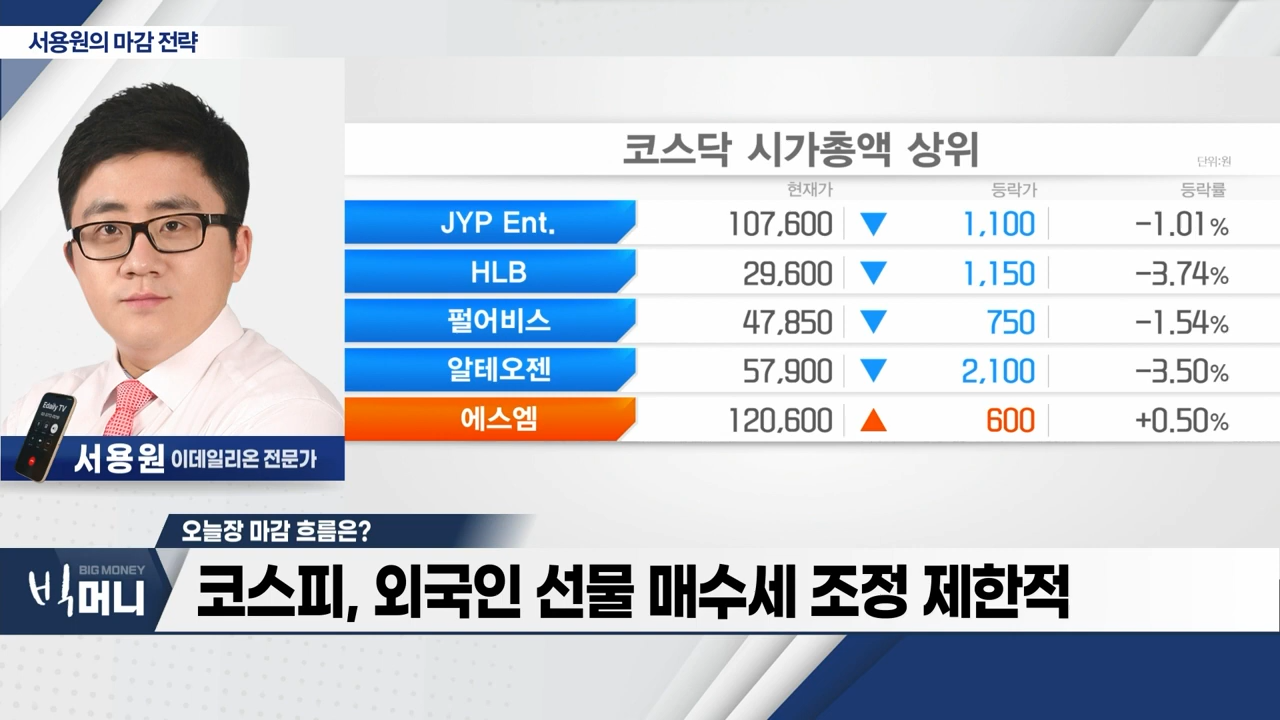 서용원의 마감 전략
코스닥 시가총액 상위
단위:원
현재가 등락가 등락률
JYP Ent. 107,600 ▼ 1,100 -1.01%
HLB 29,600 ▼ 1,150 -3.74%
펄어비스 47,850 ▼ 750 -1.54%
알테오젠 57,900 ▼ 2,100 -3.50%
에스엠 120,600 ▲ 600 +0.50%
Edaily TV
서용원 이데일리온 전문가
오늘장 마감 흐름은?
BIG MONEY
빅머니
코스피, 외국인 선물 매수세 조정 제한적